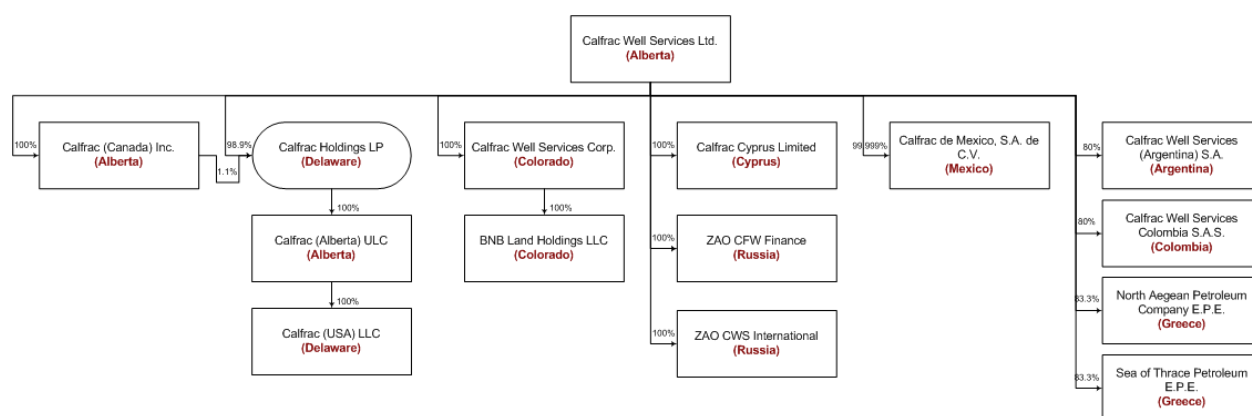 Calfrac Well Services Ltd.
(Alberta)
100%
98.9%
100%
100%
99.999%
80%
Calfrac (Canada) Inc.
(Alberta)
1.1%
Calfrac Holdings LP
(Delaware)
Calfrac Well Services Corp.
(Colorado)
Calfrac Cyprus Limited
(Cyprus)
Calfrac de Mexico, S.A. de
C.V.
(Mexico)
Calfrac Well Services
(Argentina) S.A.
(Argentina)
100%
100%
100%
80%
Calfrac (Alberta) ULC
(Alberta)
BNB Land Holdings LLC
(Colorado)
ZAO CFW Finance
(Russia)
Calfrac Well Services
Colombia S.A.S.
(Colombia)
100%
100%
83.3%
Calfrac (USA) LLC
(Delaware)
ZAO CWS International
(Russia)
North Aegean Petroleum
Company E.P.E.
(Greece)
83.3%
Sea of Thrace Petroleum
E.P.E.
(Greece)